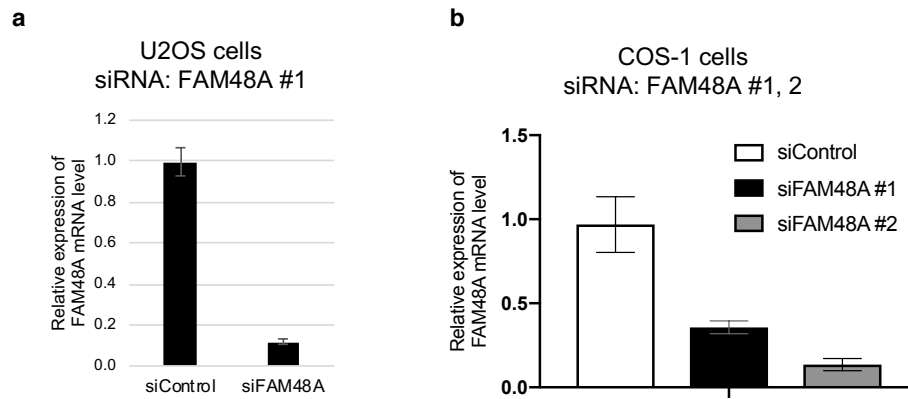 a
U2OS cells
siRNA: FAM48A #1
Relative expression of
FAM48A mRNA level
1.2
1.0
0.8
0.6
0.4
0.2
0.0
siControl
siFAM48A
b
COS-1 cells
siRNA: FAM48A #1, 2
Relative expression of
FAM48A mRNA level
1.5
1.0
0.5
0.0
siControl
siFAM48A #1
siFAM48A #2